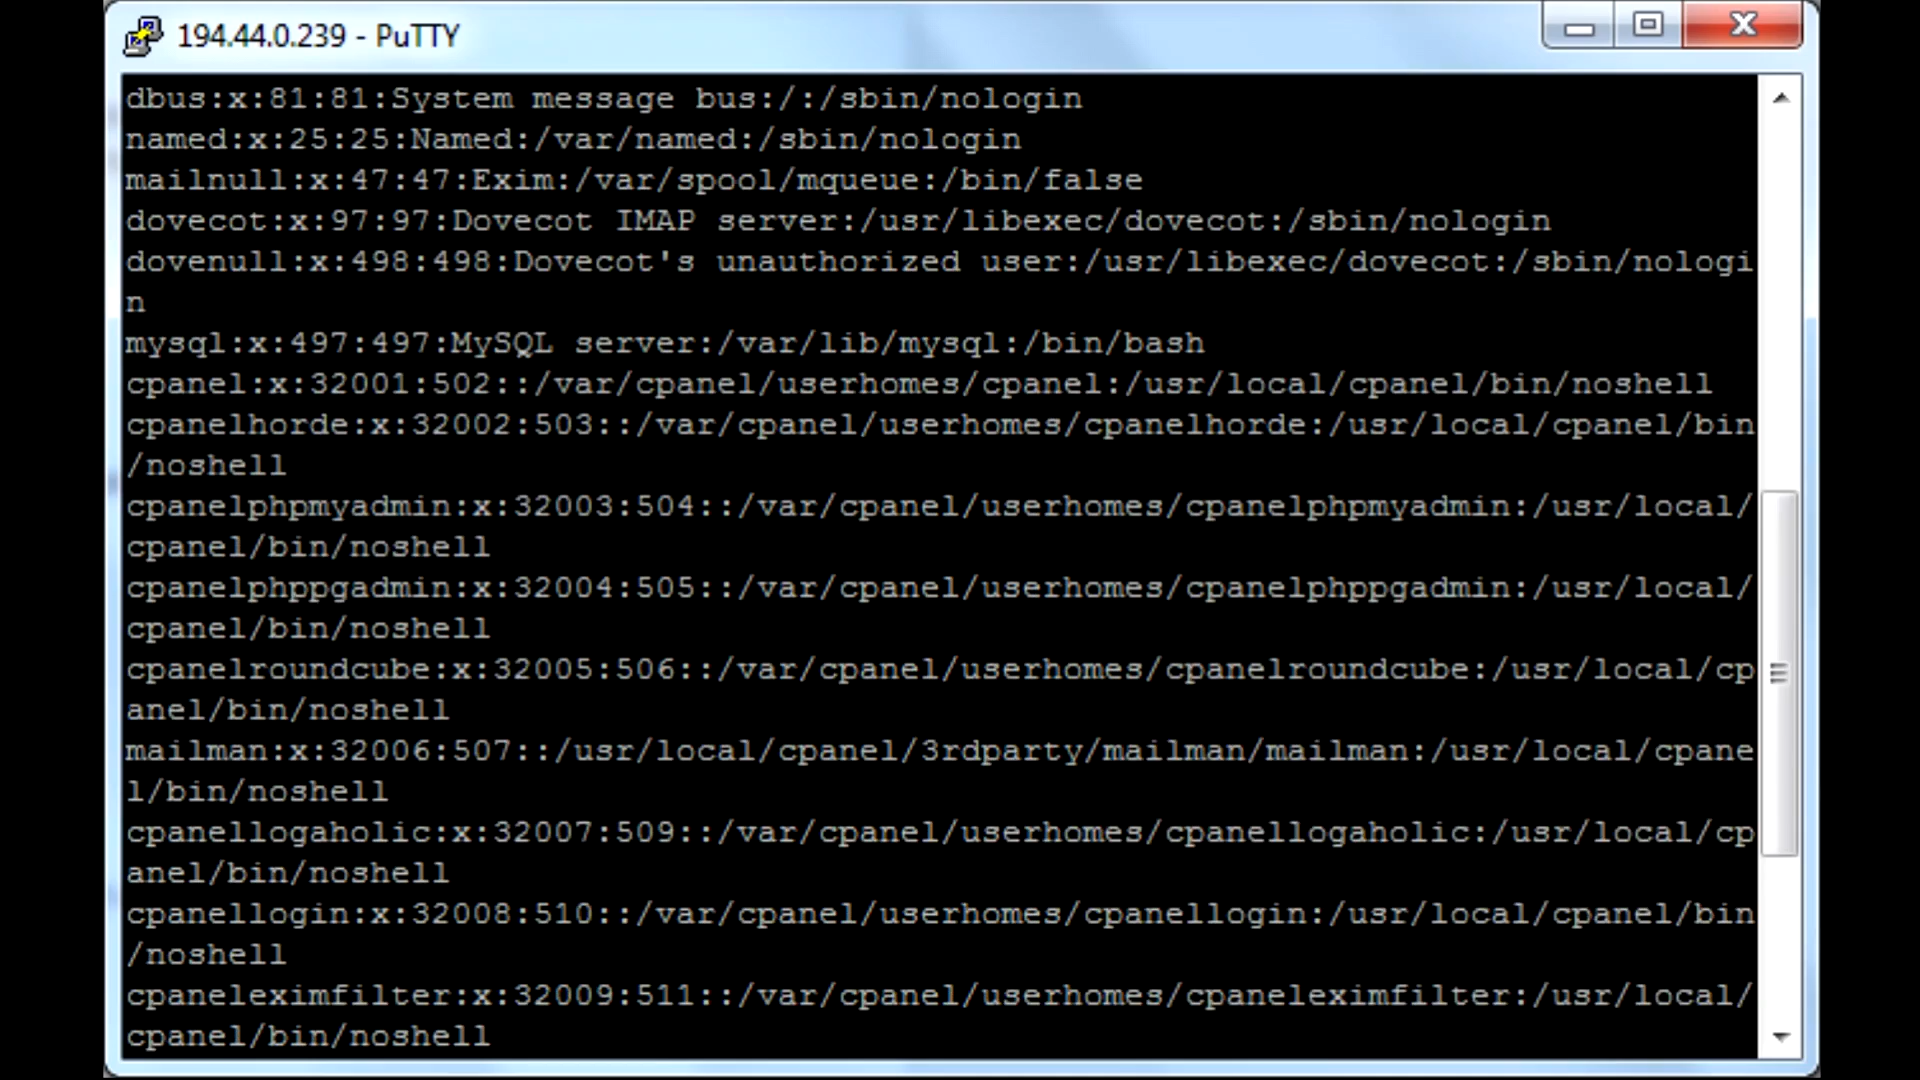 194.44.0.239 - PuTTY
dbus:x:81:81:System message bus:/:/sbin/nologin
named:x:25:25:Named:/var/named:/sbin/nologin
mailnull:x:47:47:Exim:/var/spool/mqueue:/bin/false
dovecot:x:97:97:Dovecot IMAP server:/usr/libexec/dovecot:/sbin/nologin
dovenull:x:498:498:Dovecot's unauthorized user:/usr/libexec/dovecot:/sbin/nologi
n
mysql:x:497:497:MySQL server:/var/lib/mysql:/bin/bash
cpanel:x:32001:502::/var/cpanel/userhomes/cpanel:/usr/local/cpanel/bin/noshell
cpanelhorde:x:32002:503::/var/cpanel/userhomes/cpanelhorde:/usr/local/cpanel/bin
/noshell
cpanelphpmyadmin:x:32003:504::/var/cpanel/userhomes/cpanelphpmyadmin:/usr/local/
cpanel/bin/noshell
cpanelphppgadmin:x:32004:505::/var/cpanel/userhomes/cpanelphppgadmin:/usr/local/
cpanel/bin/noshell
cpanelroundcube:x:32005:506::/var/cpanel/userhomes/cpanelroundcube:/usr/local/cp
anel/bin/noshell
mailman:x:32006:507::/usr/local/cpanel/3rdparty/mailman/mailman:/usr/local/cpane
l/bin/noshell
cpanellogaholic:x:32007:509::/var/cpanel/userhomes/cpanellogaholic:/usr/local/cp
anel/bin/noshell
cpanellogin:x:32008:510::/var/cpanel/userhomes/cpanellogin:/usr/local/cpanel/bin
/noshell
cpaneleximfilter:x:32009:511::/var/cpanel/userhomes/cpaneleximfilter:/usr/local/
cpanel/bin/noshell